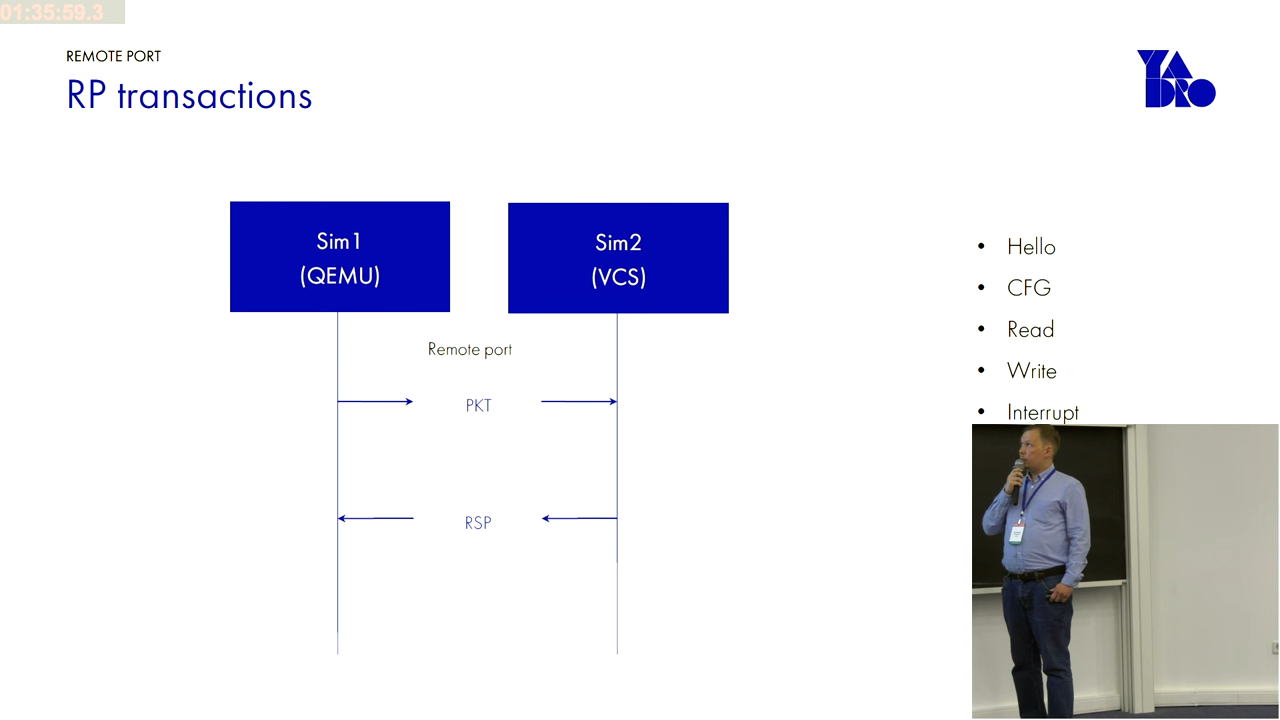 01:35:59.3
REMOTE PORT
RP transactions
YADRO
Sim1
(QEMU)
Sim2
(VCS)
Remote port
PKT
RSP
• Hello
• CFG
• Read
• Write
• Interrupt